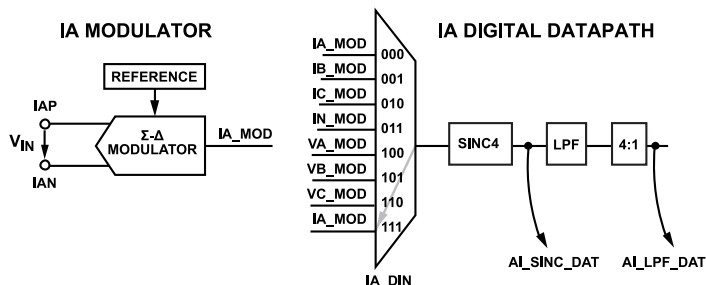 IA MODULATOR
REFERENCE
IAP
VIN
IAN
Σ-Δ
MODULATOR
IA_MOD
IA DIGITAL DATAPATH
IA_MOD 000
IB_MOD 001
IC_MOD 010
IN_MOD 011
VA_MOD 100
VB_MOD 101
VC_MOD 110
IA_MOD 111
IA_DIN
SINC4
LPF
4:1
AI_SINC_DAT
AI_LPF_DAT